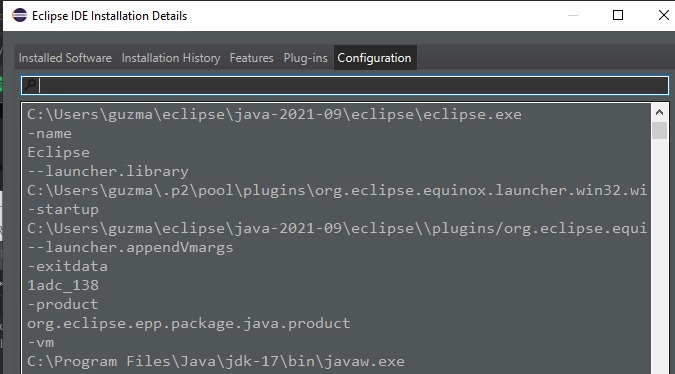 Eclipse IDE Installation Details
Installed Software Installation History Features Plug-ins Configuration
C:\Users\guzma\eclipse\java-2021-09\eclipse\eclipse.exe
-name
Eclipse
--launcher.library
C:\Users\guzma\.p2\pool\plugins\org.eclipse.equinox.launcher.win32.wi
-startup
C:\Users\guzma\eclipse\java-2021-09\eclipse\\plugins/org.eclipse.equi
--launcher.appendVmargs
-exitdata
1adc_138
-product
org.eclipse.epp.package.java.product
-vm
C:\Program Files\Java\jdk-17\bin\javaw.exe